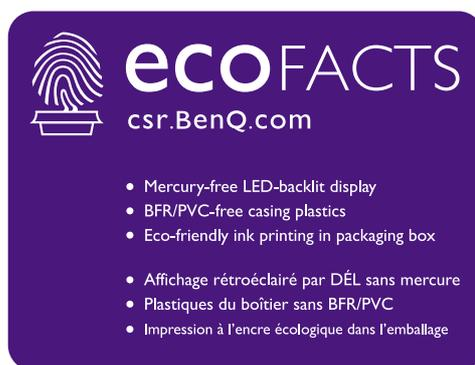 ecoFACTS
csr.BenQ.com
• Mercury-free LED-backlit display
• BFR/PVC-free casing plastics
• Eco-friendly ink printing in packaging box
• Affichage rétroéclairé par DÉL sans mercure
• Plastiques du boîtier sans BFR/PVC
• Impression à l'encre écologique dans l'emballage